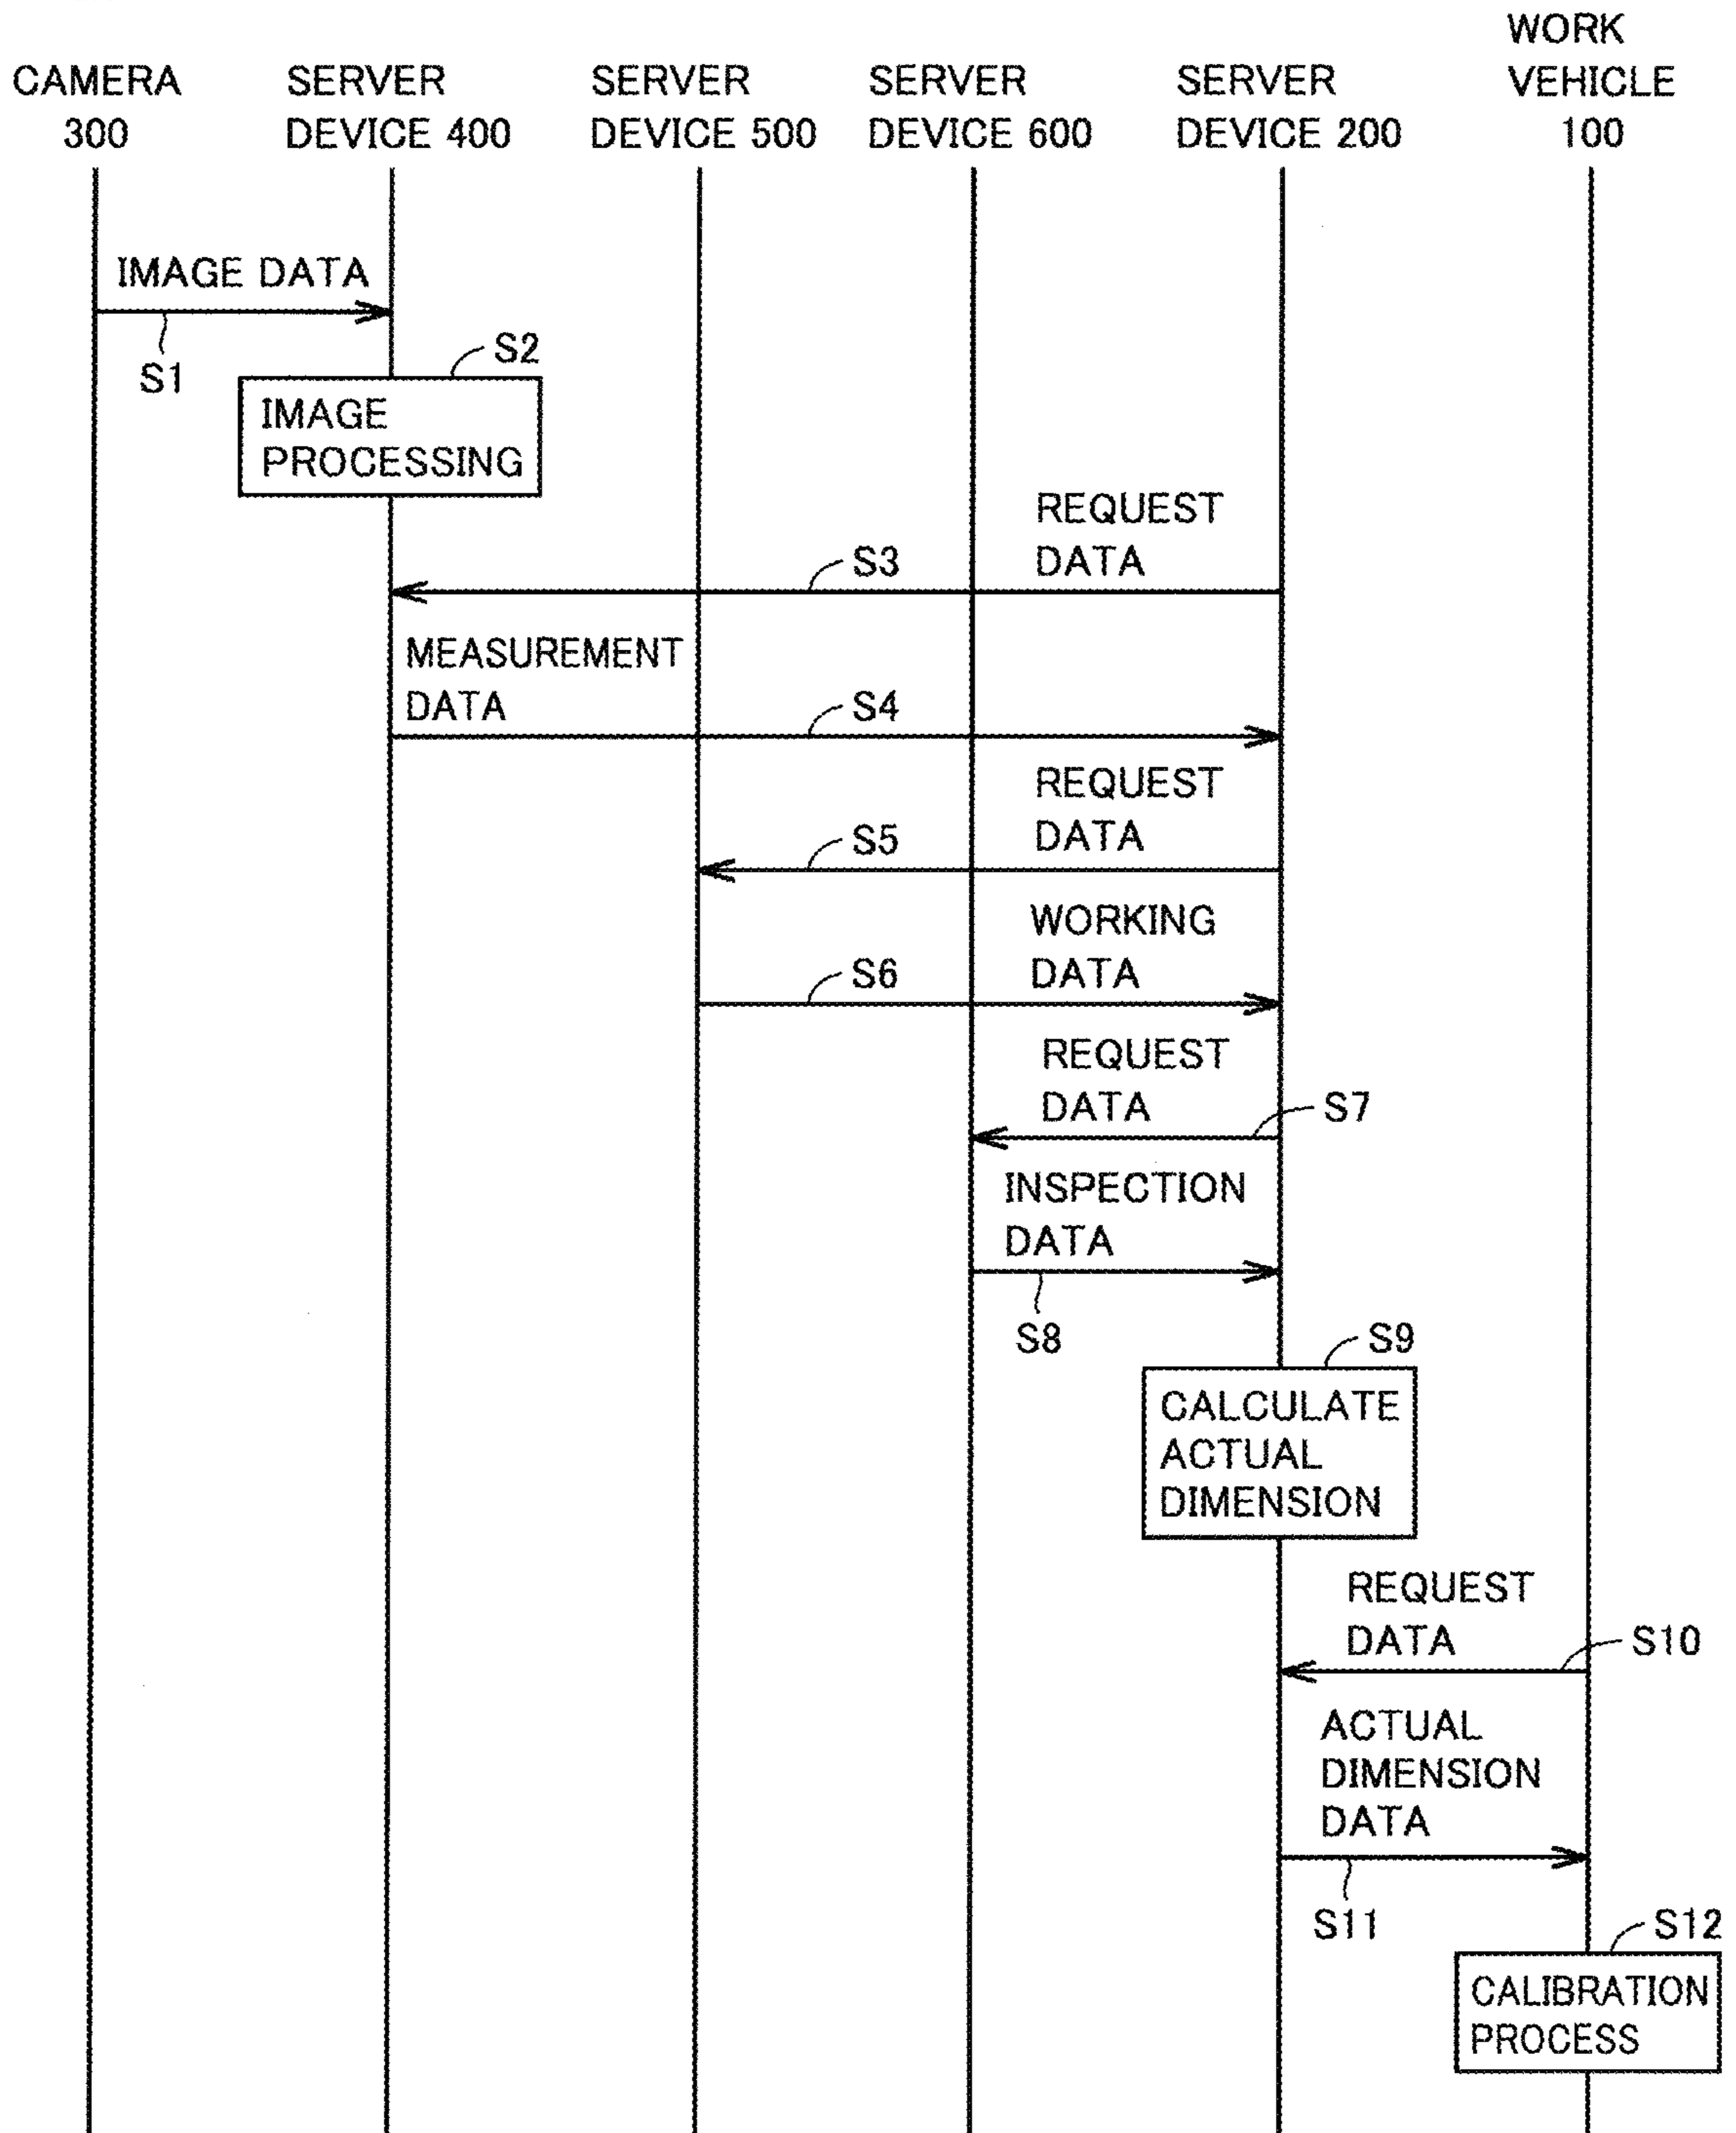 CAMERA
300
SERVER
DEVICE 400
SERVER
DEVICE 500
SERVER
DEVICE 600
SERVER
DEVICE 200
WORK
VEHICLE
100
IMAGE DATA
S1
S2
IMAGE
PROCESSING
REQUEST
DATA
S3
MEASUREMENT
DATA
S4
REQUEST
DATA
S5
WORKING
DATA
S6
REQUEST
DATA
S7
INSPECTION
DATA
S8
S9
CALCULATE
ACTUAL
DIMENSION
REQUEST
DATA
S10
ACTUAL
DIMENSION
DATA
S11
S12
CALIBRATION
PROCESS